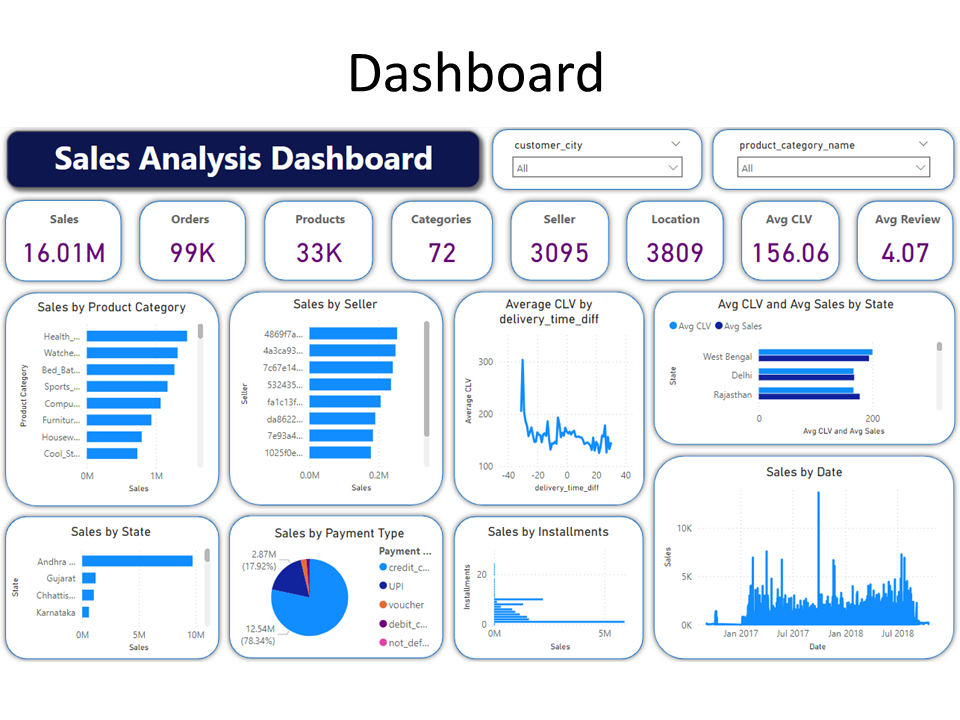 Dashboard
Sales Analysis Dashboard
customer_city
All
product_category_name
All
Sales
16.01M
Orders
99K
Products
33K
Categories
72
Seller
3095
Location
3809
Avg CLV
156.06
Avg Review
4.07
Sales by Product Category
Product Category
Health_...
Watche...
Bed_Bat...
Sports_...
Compu...
Furnitur...
Housew...
Cool_St...
0M 1M
Sales
Sales by Seller
Seller
4869f7a...
4a3ca93...
7c67e14...
532435...
fa1c13f...
da8622...
7e93a4...
1025f0e...
0.0M 0.2M
Sales
Average CLV by
delivery_time_diff
Average CLV
300
200
100
-40 -20 0 20 40
delivery_time_diff
Avg CLV and Avg Sales by State
Avg CLV Avg Sales
State
West Bengal
Delhi
Rajasthan
0 200
Avg CLV and Avg Sales
Sales by State
State
Andhra ...
Gujarat
Chhattis...
Karnataka
0M 5M 10M
Sales
Sales by Payment Type
2.87M
(17.92%)
12.54M
(78.34%)
Payment ...
credit_c...
UPI
voucher
debit_c...
not_def...
Sales by Installments
Installments
20
0
0M 5M
Sales
Sales by Date
Sales
10K
5K
0K
Jan 2017 Jul 2017 Jan 2018 Jul 2018
Date